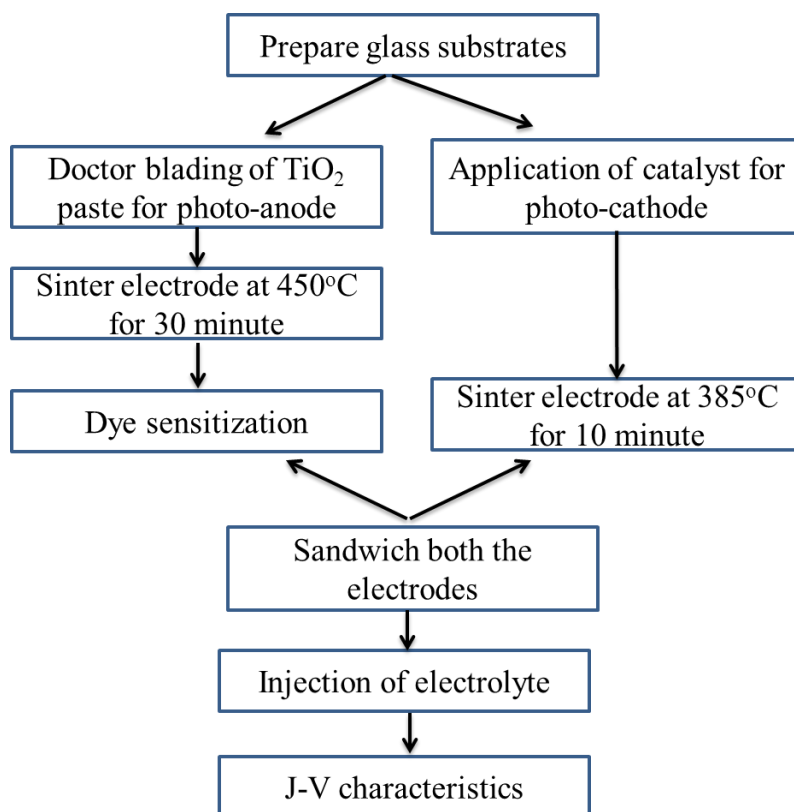 Prepare glass substrates
Doctor blading of TiO₂
paste for photo-anode
Application of catalyst for
photo-cathode
Sinter electrode at 450°C
for 30 minute
Dye sensitization
Sinter electrode at 385°C
for 10 minute
Sandwich both the
electrodes
Injection of electrolyte
J-V characteristics